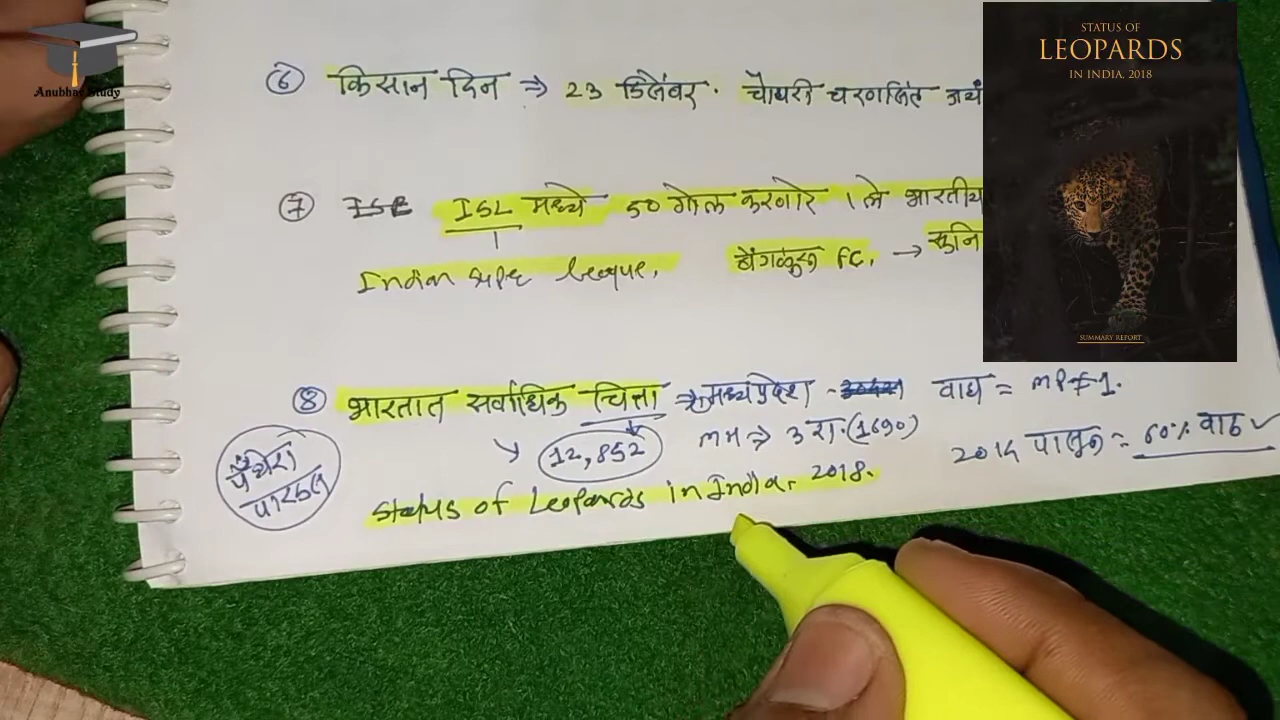 Anubhav Study
STATUS OF
LEOPARDS
IN INDIA, 2018
SUMMARY REPORT
⑥ किसान दिन ⇒ 23 डिसेंबर. चौधरी चरणसिंह
⑦ ISL मध्ये 50 गोल करणारे 1ले भारतीय
Indian Super League. बेंगळुरू FC. → सुनि
⑧ भारतात सर्वाधिक चित्ता ⇒ मध्यप्रदेश - वाघ = MP # 1.
12,852 MH ⇒ 3 रा. (1690) 2014 पासून = 60% वाढ ✓
Status of Leopards in India. 2018.